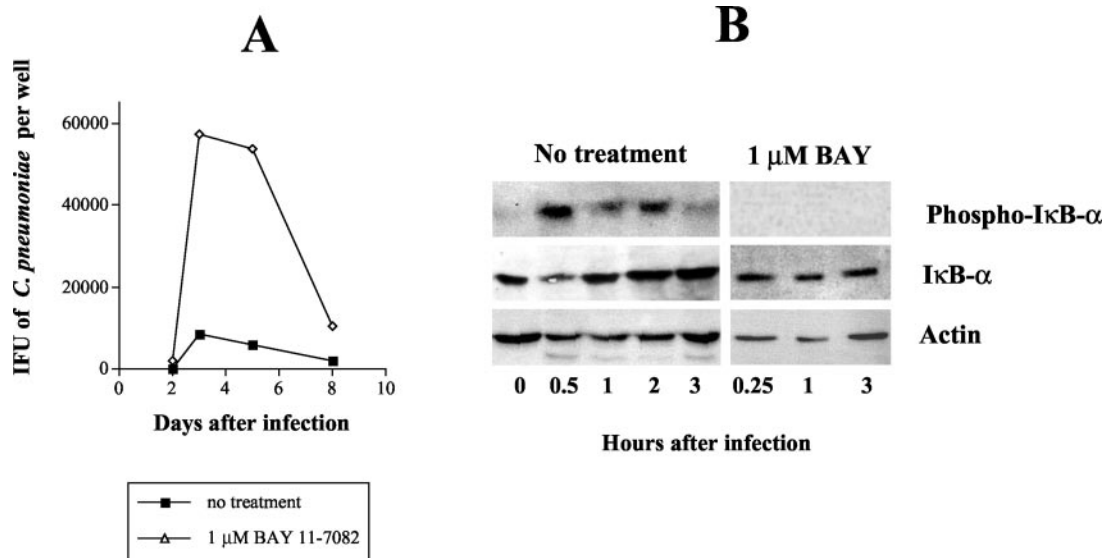 A
IFU of C. pneumoniae per well
60000
40000
20000
0
0 2 4 6 8 10
Days after infection
no treatment
1 μM BAY 11-7082
B
No treatment 1 μM BAY
Phospho-IκB-α
IκB-α
Actin
0 0.5 1 2 3 0.25 1 3
Hours after infection